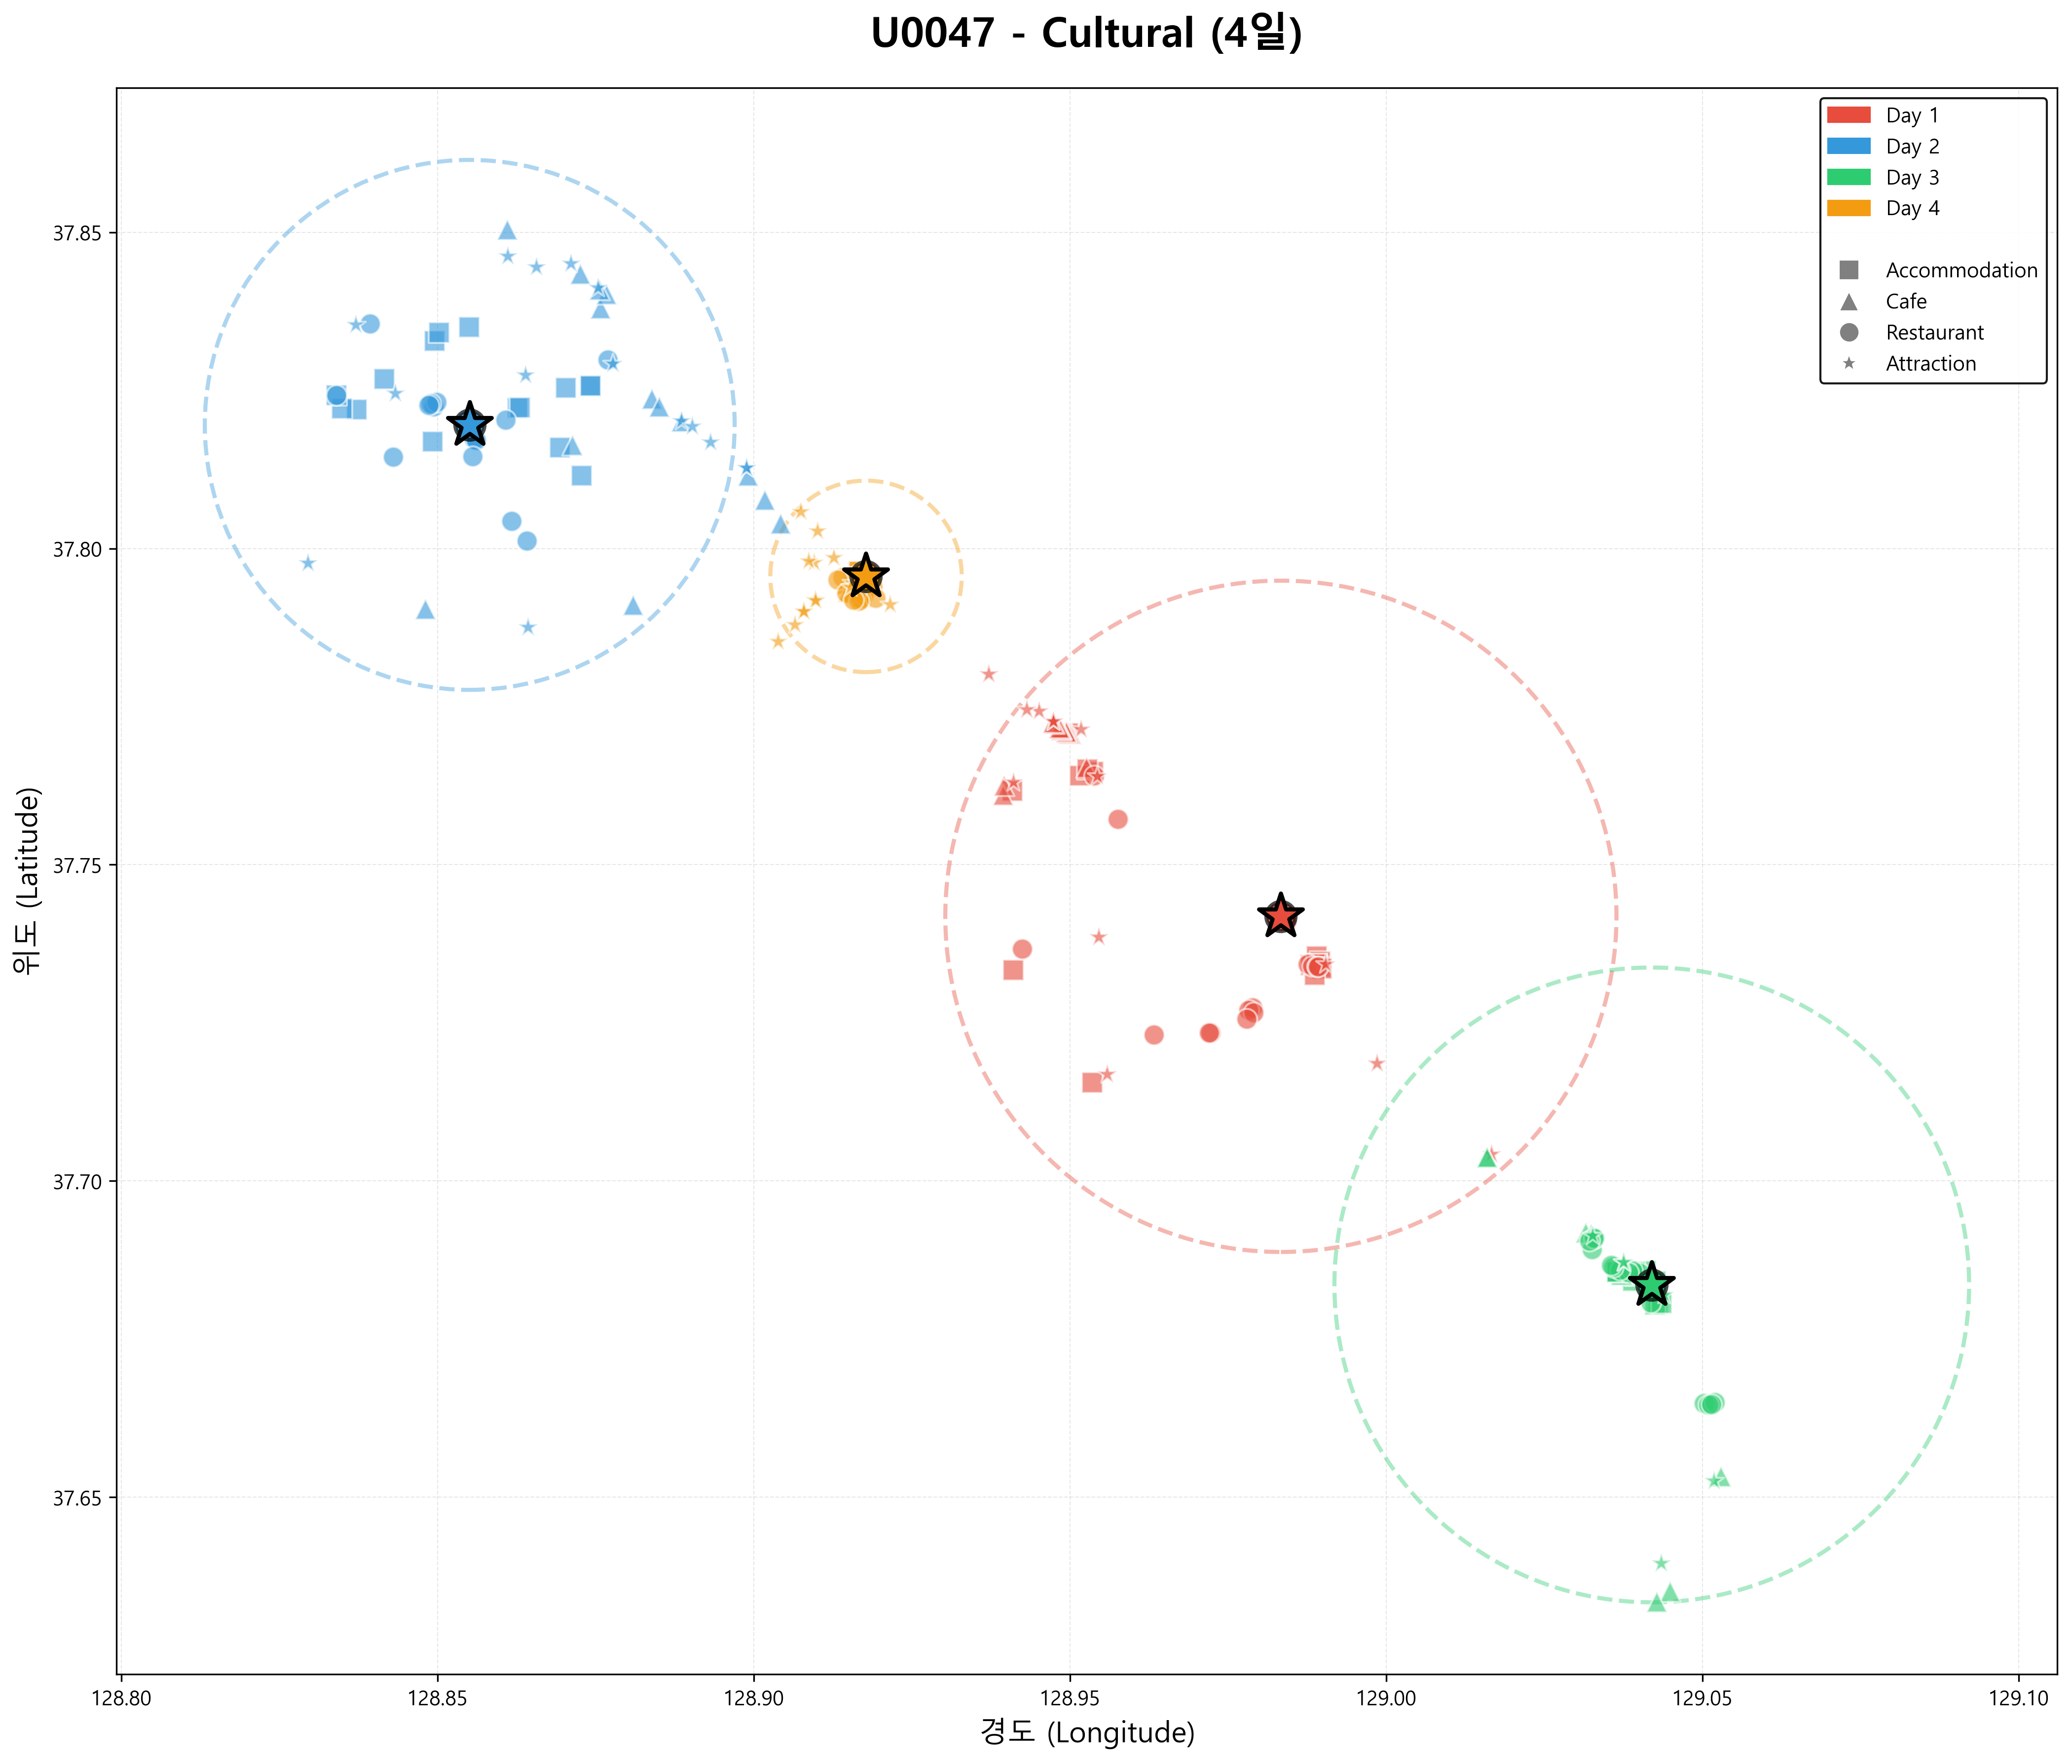 U0047 - Cultural (4일)
Day 1
Day 2
Day 3
Day 4
Accommodation
Cafe
Restaurant
Attraction
위도 (Latitude)
37.85
37.80
37.75
37.70
37.65
128.80
128.85
128.90
128.95
129.00
129.05
129.10
경도 (Longitude)